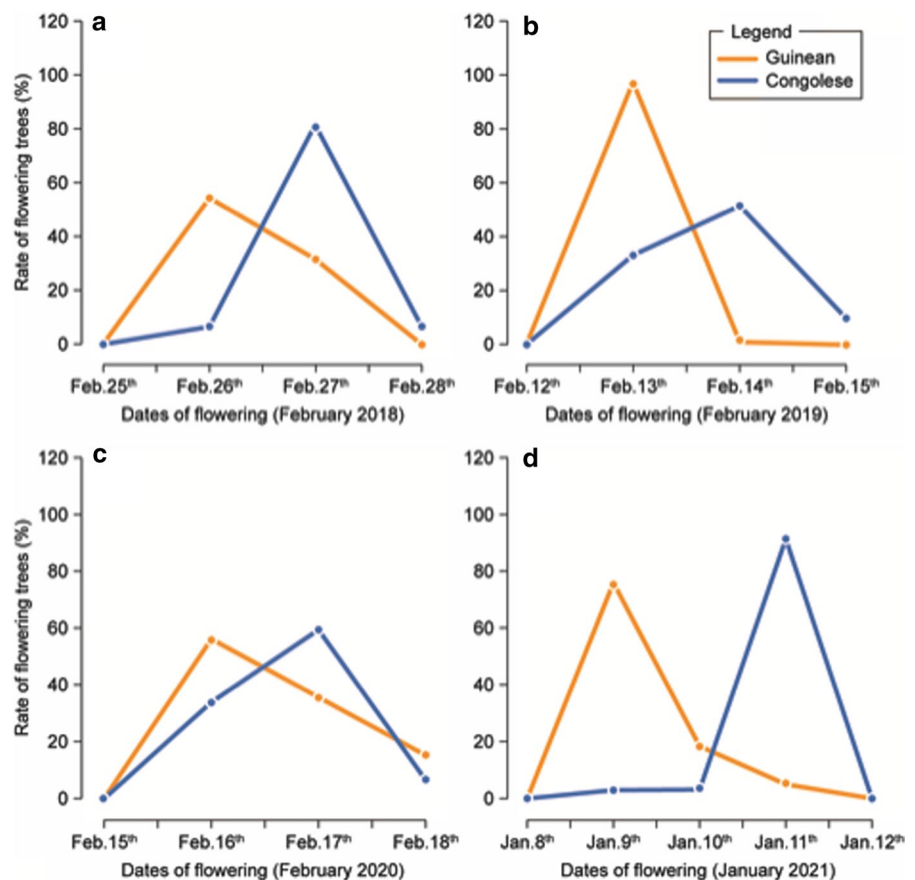 a
b
Legend
Guinean
Congolese
Rate of flowering trees (%)
120
100
80
60
40
20
0
Feb.25th Feb.26th Feb.27th Feb.28th
Dates of flowering (February 2018)
120
100
80
60
40
20
0
Feb.12th Feb.13th Feb.14th Feb.15th
Dates of flowering (February 2019)
c
d
Rate of flowering trees (%)
120
100
80
60
40
20
0
Feb.15th Feb.16th Feb.17th Feb.18th
Dates of flowering (February 2020)
120
100
80
60
40
20
0
Jan.8th Jan.9th Jan.10th Jan.11th Jan.12th
Dates of flowering (January 2021)